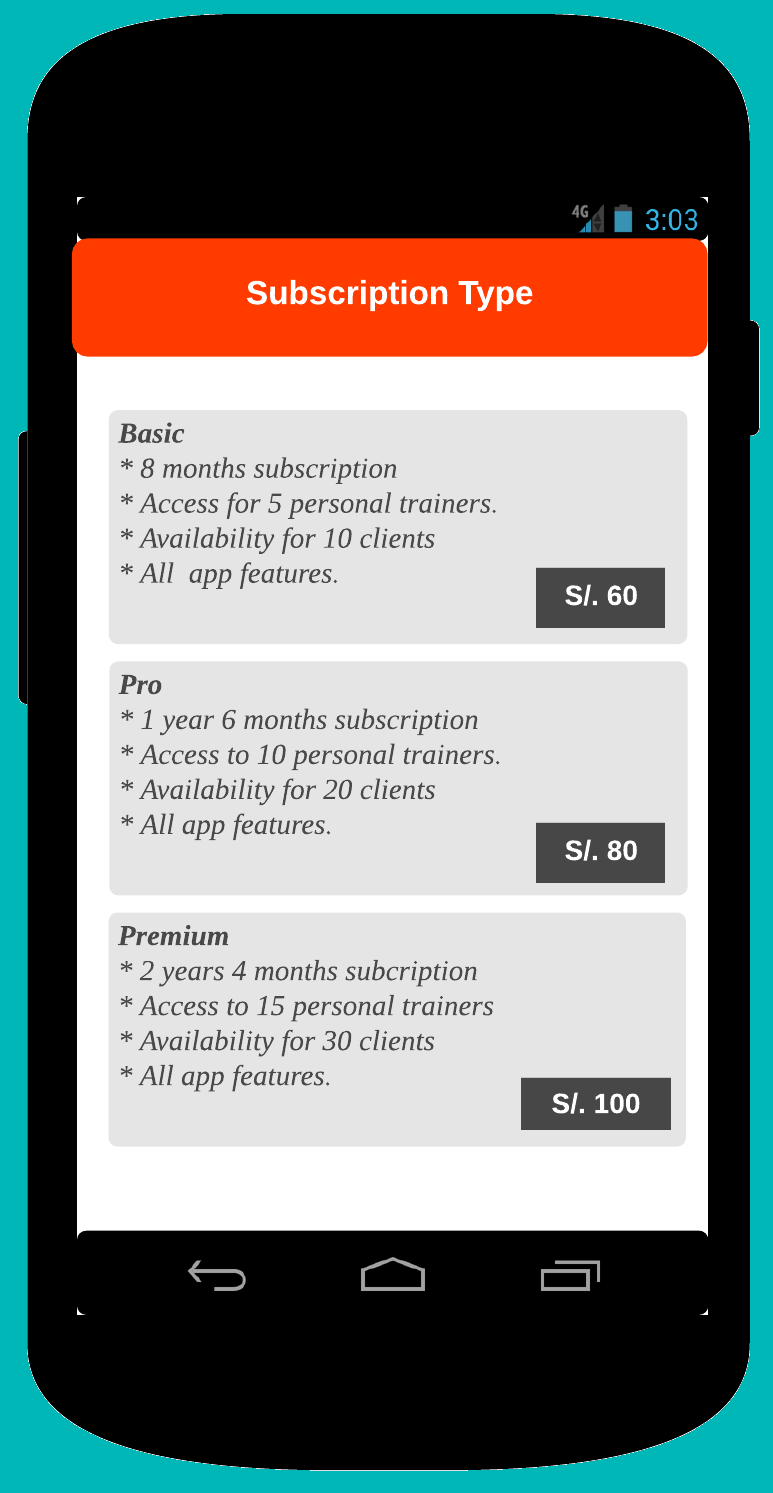 4G 3:03
Subscription Type
Basic
* 8 months subscription
* Access for 5 personal trainers.
* Availability for 10 clients
* All  app features.
S/. 60
Pro
* 1 year 6 months subscription
* Access to 10 personal trainers.
* Availability for 20 clients
* All app features.
S/. 80
Premium
* 2 years 4 months subcription
* Access to 15 personal trainers
* Availability for 30 clients
* All app features.
S/. 100